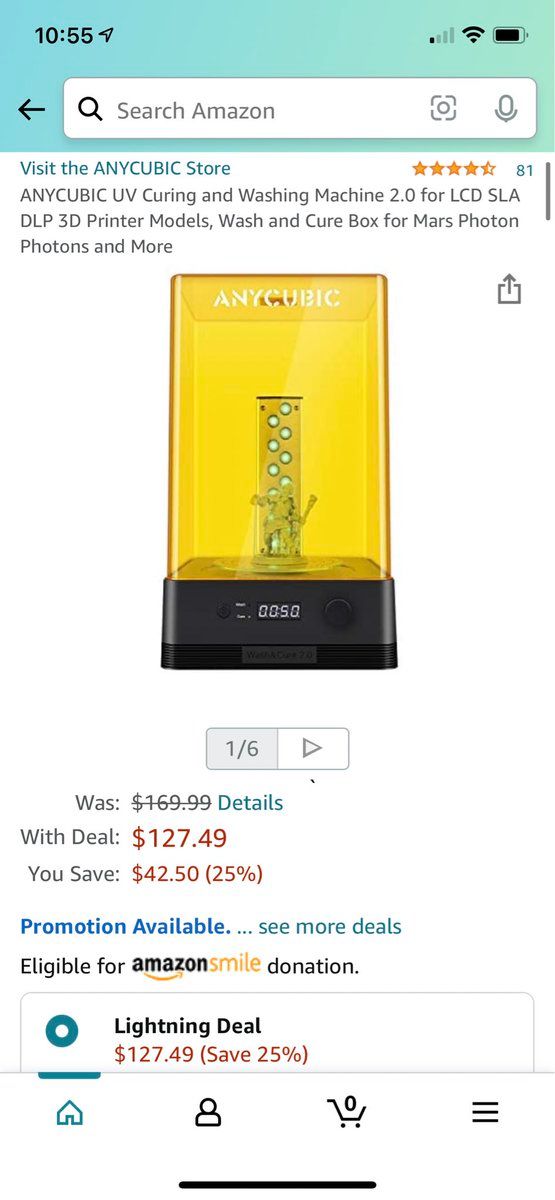 10:55
Search Amazon
Visit the ANYCUBIC Store
81
ANYCUBIC UV Curing and Washing Machine 2.0 for LCD SLA
DLP 3D Printer Models, Wash and Cure Box for Mars Photon
Photons and More
ANYCUBIC
Wash
Cure
00:50
Wash&Cure 2.0
1/6
Was: $169.99 Details
With Deal: $127.49
You Save: $42.50 (25%)
Promotion Available. ... see more deals
Eligible for amazonsmile donation.
Lightning Deal
$127.49 (Save 25%)
0